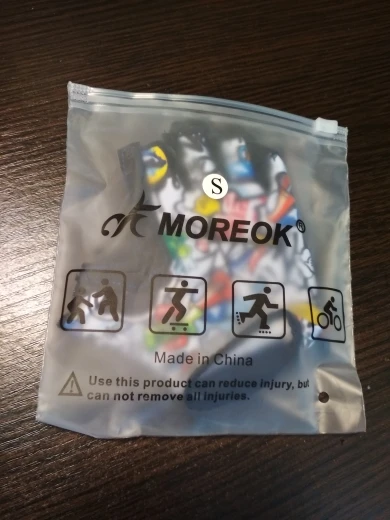 S
MOREOK®
Made in China
Use this product can reduce injury, but
can not remove all injuries.